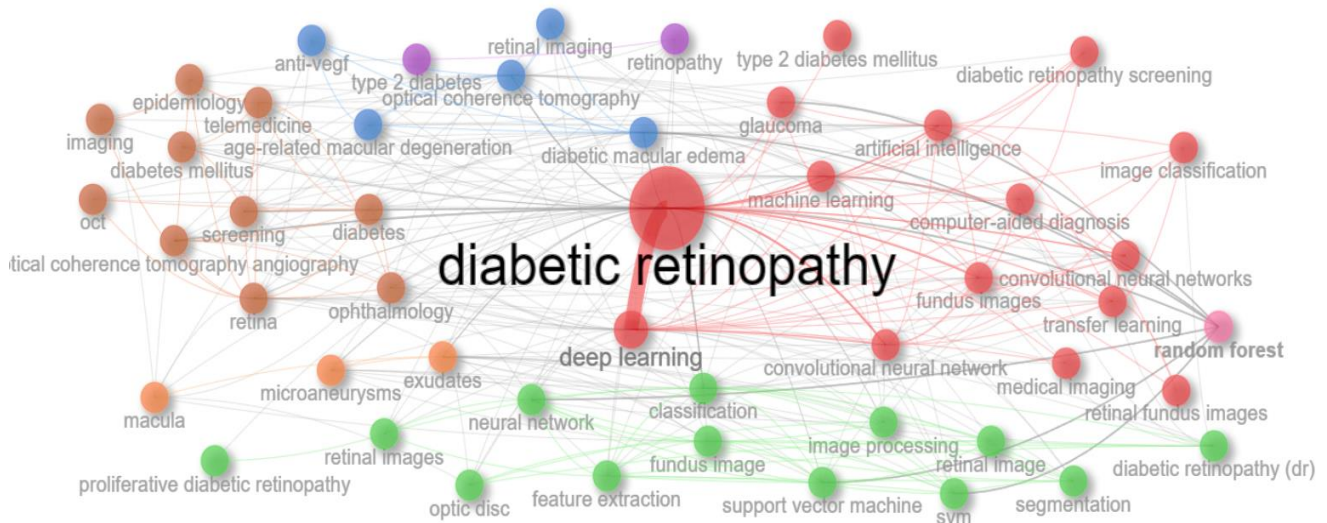 retinal imaging
anti-vegf
retinopathy
type 2 diabetes mellitus
type 2 diabetes
diabetic retinopathy screening
optical coherence tomography
epidemiology
telemedicine
glaucoma
imaging
age-related macular degeneration
artificial intelligence
diabetic macular edema
diabetes mellitus
image classification
machine learning
oct
screening
diabetes
computer-aided diagnosis
tical coherence tomography angiography
diabetic retinopathy
convolutional neural networks
fundus images
retina
ophthalmology
transfer learning
random forest
deep learning
convolutional neural network
exudates
microaneurysms
medical imaging
macula
neural network
classification
retinal fundus images
image processing
retinal images
fundus image
retinal image
diabetic retinopathy (dr)
proliferative diabetic retinopathy
optic disc
feature extraction
support vector machine
svm
segmentation